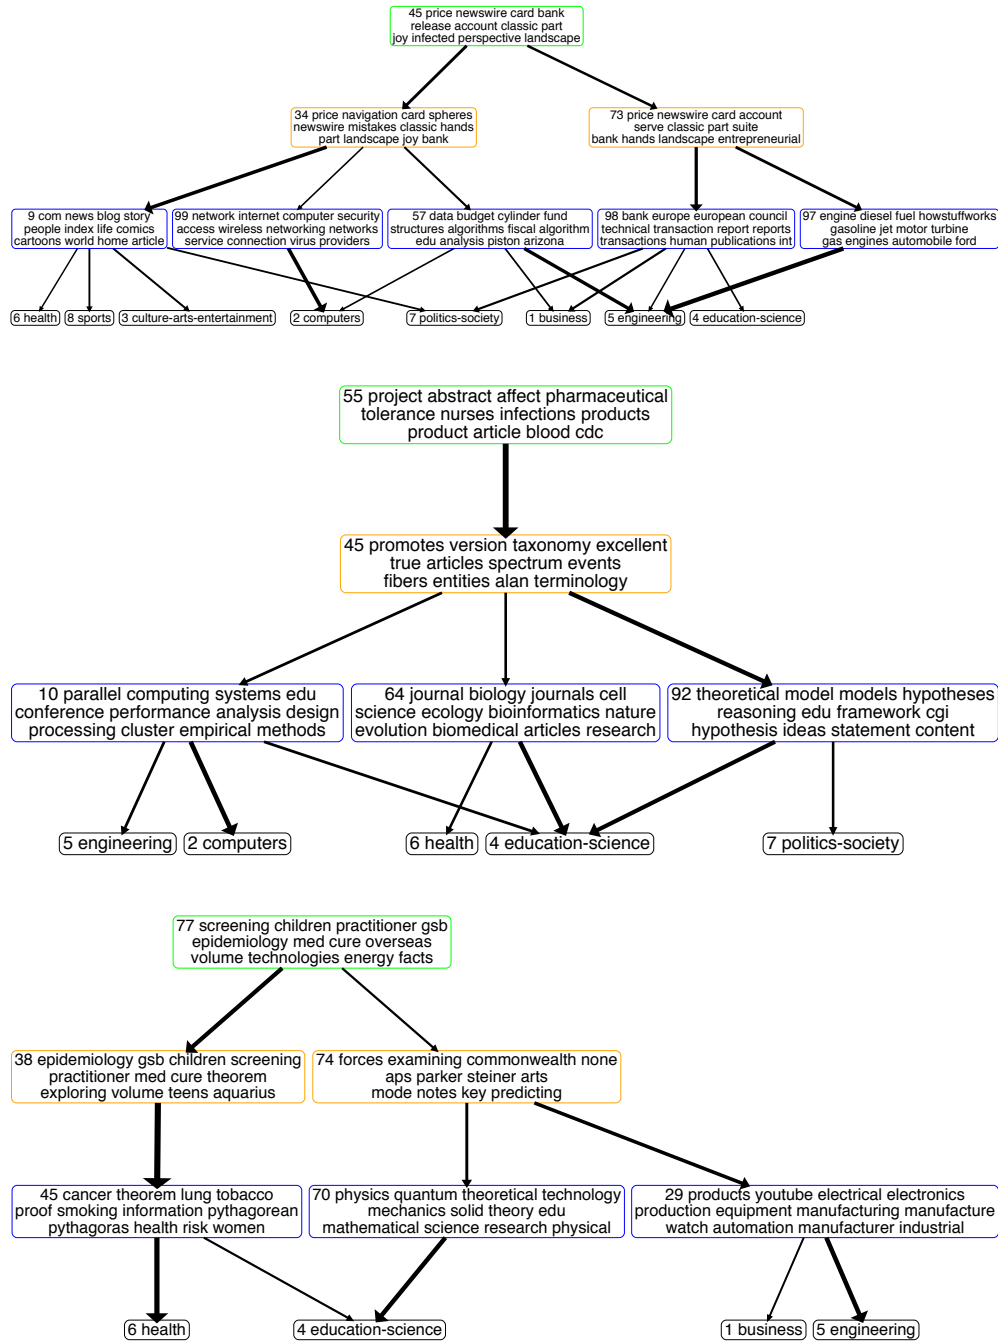 45 price newswire card bank
release account classic part
joy infected perspective landscape
34 price navigation card spheres
newswire mistakes classic hands
part landscape joy bank
73 price newswire card account
serve classic part suite
bank hands landscape entrepreneurial
9 com news blog story
people index life comics
cartoons world home article
99 network internet computer security
access wireless networking networks
service connection virus providers
57 data budget cylinder fund
structures algorithms fiscal algorithm
edu analysis piston arizona
98 bank europe european council
technical transaction report reports
transactions human publications int
97 engine diesel fuel howstuffworks
gasoline jet motor turbine
gas engines automobile ford
6 health
8 sports
3 culture-arts-entertainment
2 computers
7 politics-society
1 business
5 engineering
4 education-science
55 project abstract affect pharmaceutical
tolerance nurses infections products
product article blood cdc
45 promotes version taxonomy excellent
true articles spectrum events
fibers entities alan terminology
10 parallel computing systems edu
conference performance analysis design
processing cluster empirical methods
64 journal biology journals cell
science ecology bioinformatics nature
evolution biomedical articles research
92 theoretical model models hypotheses
reasoning edu framework cgi
hypothesis ideas statement content
5 engineering
2 computers
6 health
4 education-science
7 politics-society
77 screening children practitioner gsb
epidemiology med cure overseas
volume technologies energy facts
38 epidemiology gsb children screening
practitioner med cure theorem
exploring volume teens aquarius
74 forces examining commonwealth none
aps parker steiner arts
mode notes key predicting
45 cancer theorem lung tobacco
proof smoking information pythagorean
pythagoras health risk women
70 physics quantum theoretical technology
mechanics solid theory edu
mathematical science research physical
29 products youtube electrical electronics
production equipment manufacturing manufacture
watch automation manufacturer industrial
6 health
4 education-science
1 business
5 engineering